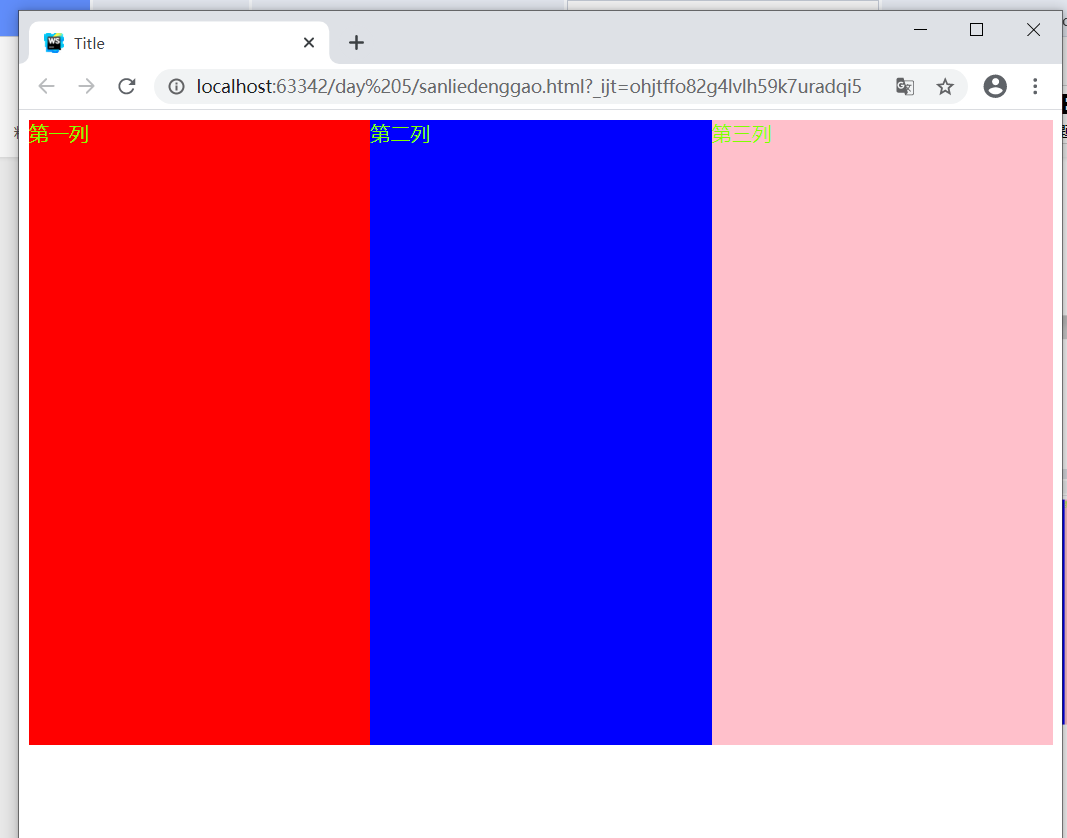 Title
localhost:63342/day%205/sanliedenggao.html?_ijt=ohjtffo82g4lvlh59k7uradqi5
第一列
第二列
第三列